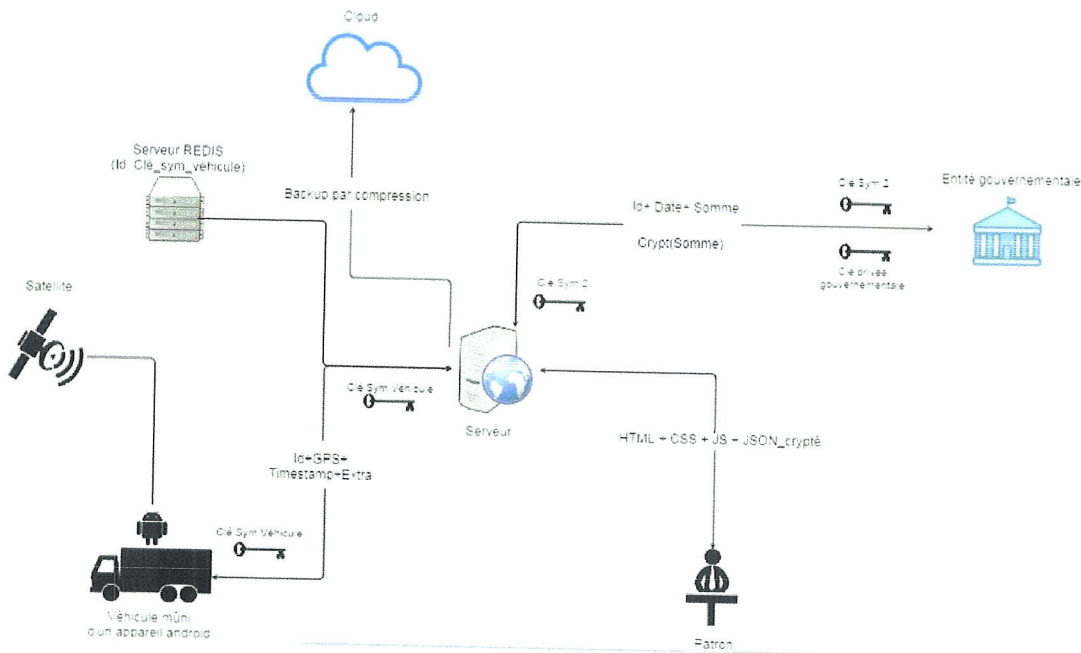 Cloud
Serveur REDIS
(Id Clé_sym_véhicule)
Backup par compression
Clé Sym 2
Entité gouvernementale
Id+ Date+ Somme
Crypt(Somme)
Clé privée
gouvernementale
Satellite
Clé Sym 2
Clé Sym Véhicule
Serveur
HTML + CSS + JS + JSON_crypté
Id+GPS+
Timestamp+Extra
Clé Sym Véhicule
Véhicule mûni
d'un appareil android
Patron